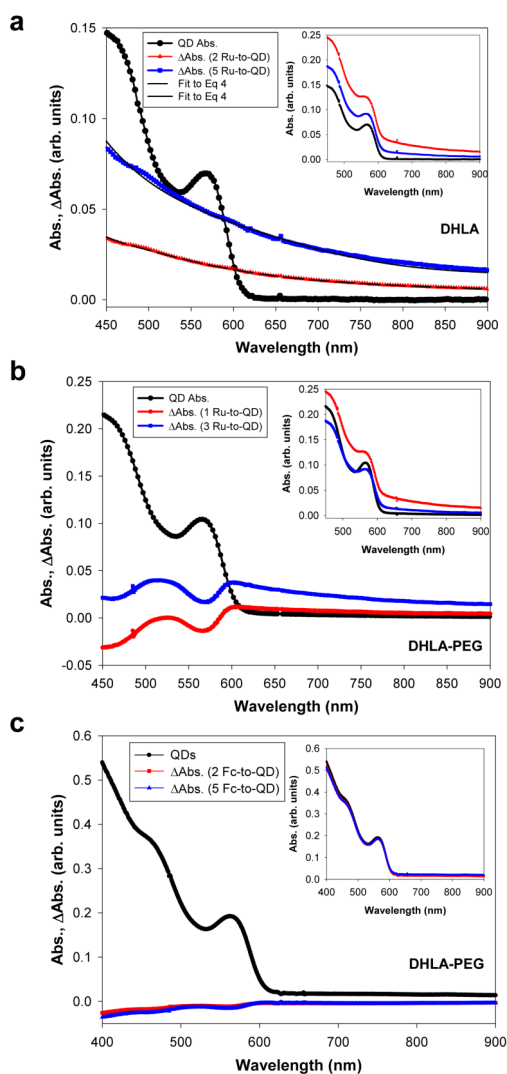 a
QD Abs.
ΔAbs. (2 Ru-to-QD)
ΔAbs. (5 Ru-to-QD)
Fit to Eq 4
Fit to Eq 4
Abs., ΔAbs. (arb. units)
0.15
0.10
0.05
0.00
450 500 550 600 650 700 750 800 850 900
Wavelength (nm)
DHLA
Abs. (arb. units)
0.25
0.20
0.15
0.10
0.05
0.00
500 600 700 800 900
Wavelength (nm)
b
QD Abs.
ΔAbs. (1 Ru-to-QD)
ΔAbs. (3 Ru-to-QD)
Abs., ΔAbs. (arb. units)
0.25
0.20
0.15
0.10
0.05
0.00
-0.05
450 500 550 600 650 700 750 800 850 900
Wavelength (nm)
DHLA-PEG
Abs. (arb. units)
0.25
0.20
0.15
0.10
0.05
0.00
500 600 700 800 900
Wavelength (nm)
c
QDs
ΔAbs. (2 Fc-to-QD)
ΔAbs. (5 Fc-to-QD)
Abs., ΔAbs. (arb. units)
0.6
0.5
0.4
0.3
0.2
0.1
0.0
400 500 600 700 800 900
Wavelength (nm)
DHLA-PEG
Abs. (arb. units)
0.6
0.5
0.4
0.3
0.2
0.1
0.0
400 500 600 700 800 900
Wavelength (nm)